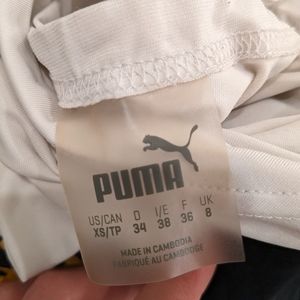 PUMA
US/CAN D I/E F UK
XS/TP 34 38 36 8
MADE IN CAMBODIA
FABRIQUÉ AU CAMBODGE